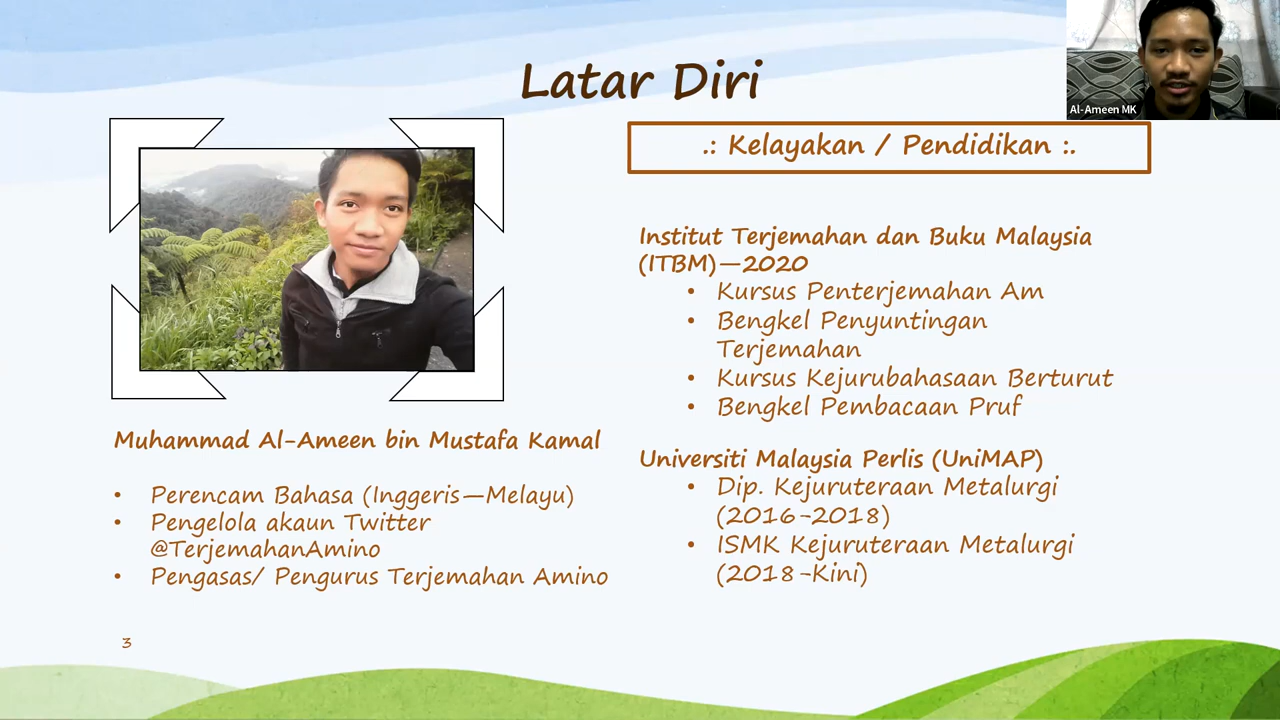 Latar Diri
Al-Ameen MK
.: Kelayakan / Pendidikan :.
Muhammad Al-Ameen bin Mustafa Kamal
• Perencam Bahasa (Inggeris—Melayu)
• Pengelola akaun Twitter
@TerjemahanAmino
• Pengasas/ Pengurus Terjemahan Amino
Institut Terjemahan dan Buku Malaysia
(ITBM)—2020
• Kursus Penterjemahan Am
• Bengkel Penyuntingan
Terjemahan
• Kursus Kejurubahasaan Berturut
• Bengkel Pembacaan Pruf
Universiti Malaysia Perlis (UniMAP)
• Dip. Kejuruteraan Metalurgi
(2016-2018)
• ISMK Kejuruteraan Metalurgi
(2018-Kini)
3